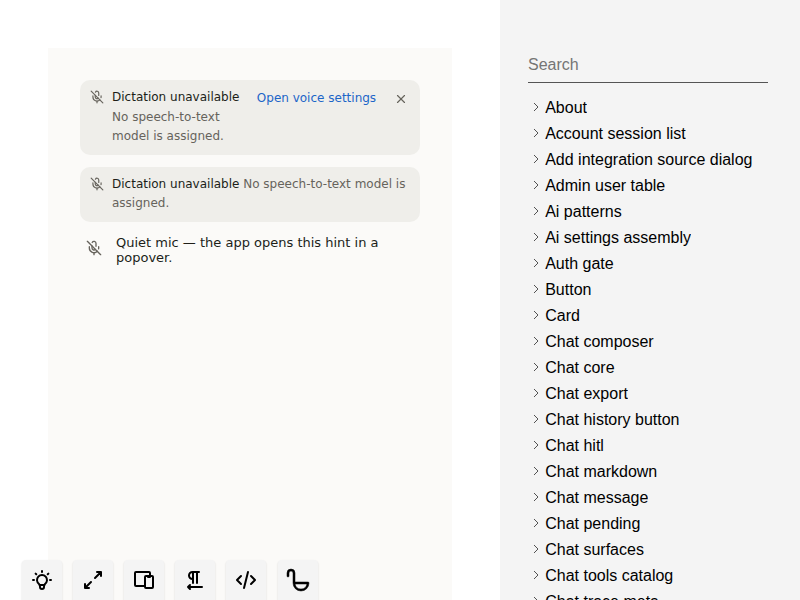 Dictation unavailable
No speech-to-text
model is assigned.
Open voice settings
Dictation unavailable No speech-to-text model is
assigned.
Quiet mic — the app opens this hint in a
popover.
Search
About
Account session list
Add integration source dialog
Admin user table
Ai patterns
Ai settings assembly
Auth gate
Button
Card
Chat composer
Chat core
Chat export
Chat history button
Chat hitl
Chat markdown
Chat message
Chat pending
Chat surfaces
Chat tools catalog